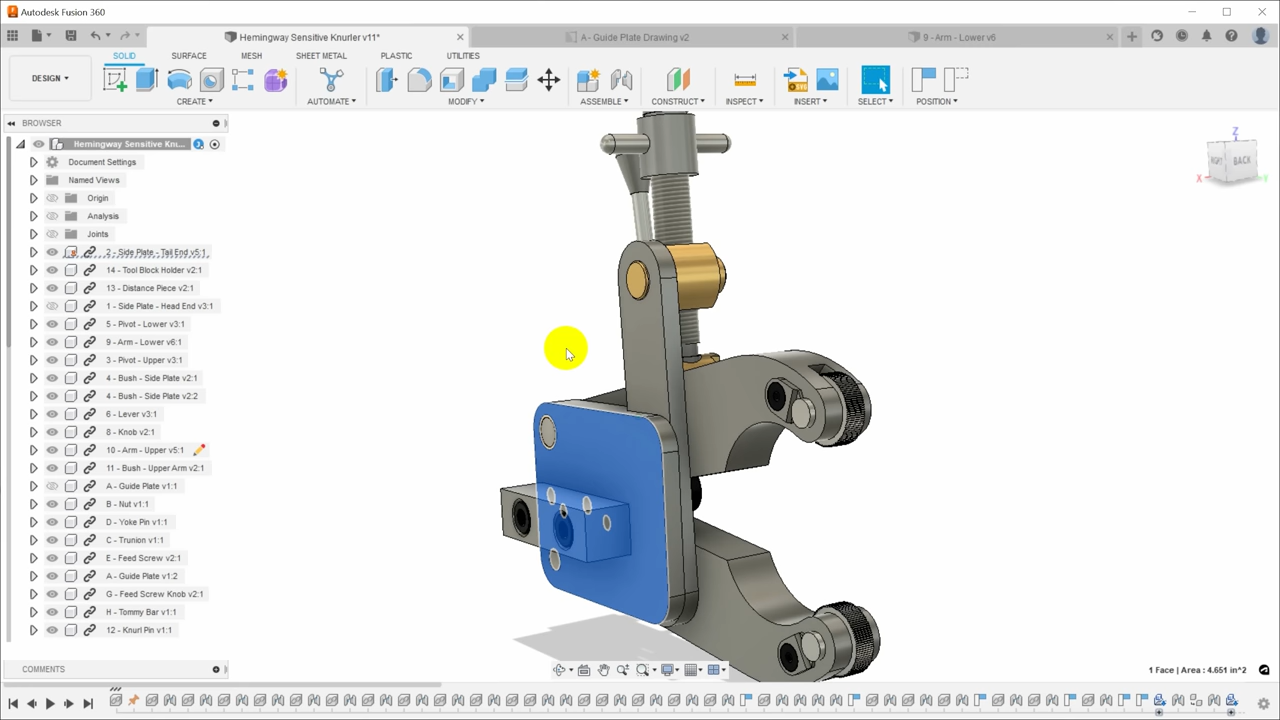 Autodesk Fusion 360
Hemingway Sensitive Knurler v11*
A - Guide Plate Drawing v2
9 - Arm - Lower v6
SOLID SURFACE MESH SHEET METAL PLASTIC UTILITIES
DESIGN
CREATE AUTOMATE MODIFY ASSEMBLE CONSTRUCT INSPECT INSERT SELECT POSITION
BROWSER
Hemingway Sensitive Knu...
Document Settings
Named Views
Origin
Analysis
Joints
2 - Side Plate - Tail End v5:1
14 - Tool Block Holder v2:1
13 - Distance Piece v2:1
1 - Side Plate - Head End v3:1
5 - Pivot - Lower v3:1
9 - Arm - Lower v6:1
3 - Pivot - Upper v3:1
4 - Bush - Side Plate v2:1
4 - Bush - Side Plate v2:2
6 - Lever v3:1
8 - Knob v2:1
10 - Arm - Upper v5:1
11 - Bush - Upper Arm v2:1
A - Guide Plate v1:1
B - Nut v1:1
D - Yoke Pin v1:1
C - Trunion v1:1
E - Feed Screw v2:1
A - Guide Plate v1:2
G - Feed Screw Knob v2:1
H - Tommy Bar v1:1
12 - Knurl Pin v1:1
Z
BACK
X
Y
COMMENTS
1 Face | Area : 4.651 in^2